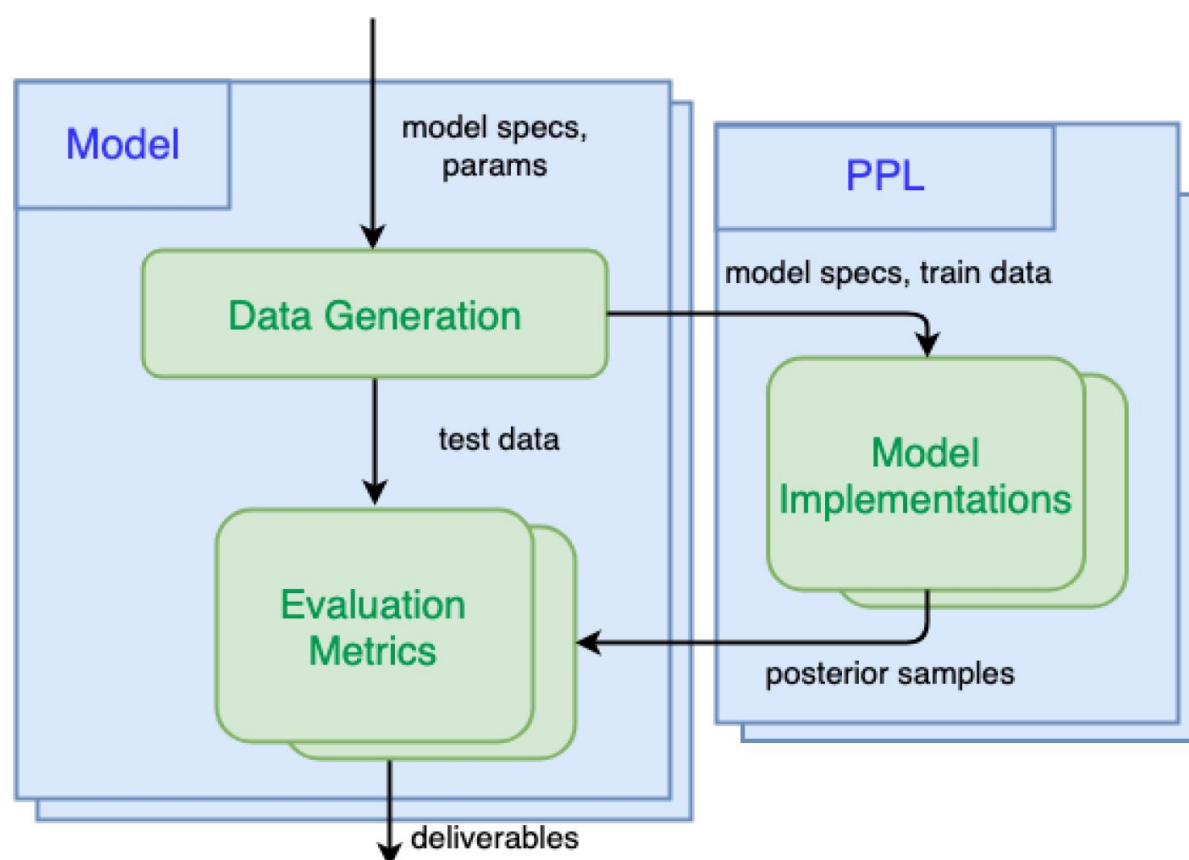 Model
model specs,
params
PPL
model specs, train data
Data Generation
test data
Model
Implementations
Evaluation
Metrics
posterior samples
deliverables